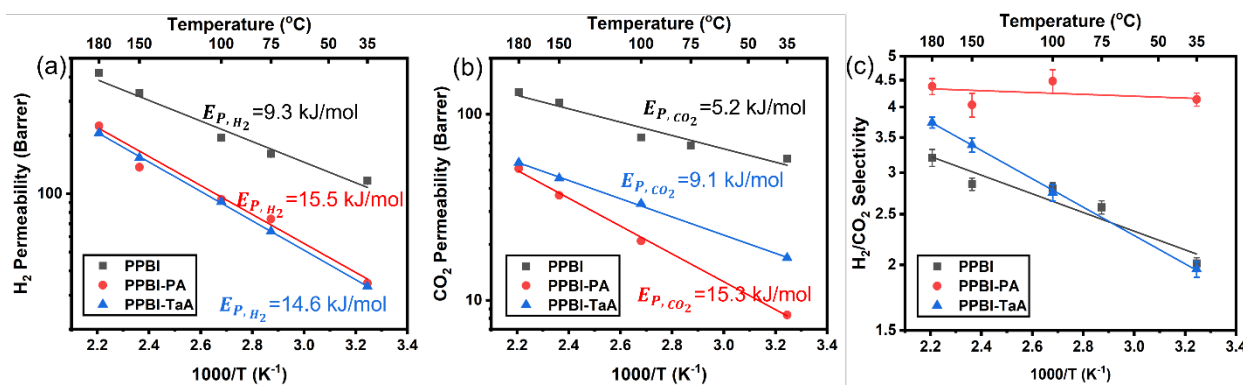 Temperature (°C)
180 150 100 75 50 35
(a)
E_P,H₂ =9.3 kJ/mol
E_P,H₂ =15.5 kJ/mol
E_P,H₂ =14.6 kJ/mol
100
H₂ Permeability (Barrer)
PPBI
PPBI-PA
PPBI-TaA
2.2 2.4 2.6 2.8 3.0 3.2 3.4
1000/T (K⁻¹)
Temperature (°C)
180 150 100 75 50 35
(b)
E_P,CO₂ =5.2 kJ/mol
E_P,CO₂ =9.1 kJ/mol
E_P,CO₂ =15.3 kJ/mol
100
10
CO₂ Permeability (Barrer)
PPBI
PPBI-PA
PPBI-TaA
2.2 2.4 2.6 2.8 3.0 3.2 3.4
1000/T (K⁻¹)
Temperature (°C)
180 150 100 75 50 35
(c)
4.5
4
3.5
3
2.5
2
1.5
H₂/CO₂ Selectivity
PPBI
PPBI-PA
PPBI-TaA
2.2 2.4 2.6 2.8 3.0 3.2 3.4
1000/T (K⁻¹)